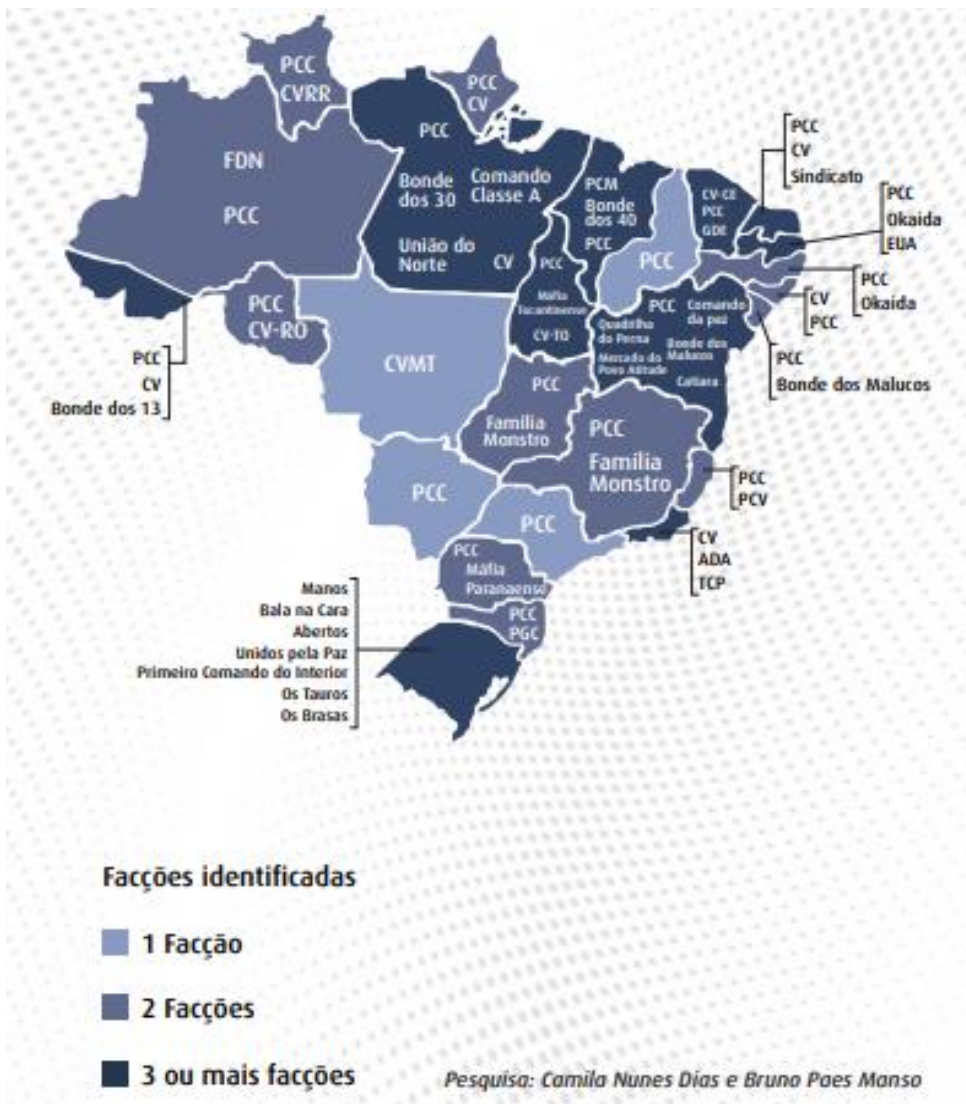 PCC
CVRR
PCC
CV
FDN
PCC
PCC
Bonde
dos 30
Comando
Classe A
União do
Norte
CV
PCM
Bonde
dos 40
PCC
CV-CE
PCC
GDE
PCC
CV
Sindicato
PCC
Okaida
EUA
PCC
Okaida
CV
PCC
PCC
Bonde dos Malucos
PCC
PCC
Máfia
Tocantinense
CV-TO
PCC
Comando
da paz
Quadrilha
do Perna
Bonde dos
Malucos
Mercado do
Povo Atitude
Catiara
PCC
CV-RO
PCC
CV
Bonde dos 13
CVMT
PCC
Família
Monstro
PCC
Família
Monstro
PCC
PCV
PCC
PCC
CV
ADA
TCP
PCC
Máfia
Paranaense
PCC
PGC
Manos
Bala na Cara
Abertos
Unidos pela Paz
Primeiro Comando do Interior
Os Tauros
Os Brasas
Facções identificadas
1 Facção
2 Facções
3 ou mais facções
Pesquisa: Camila Nunes Dias e Bruno Paes Manso